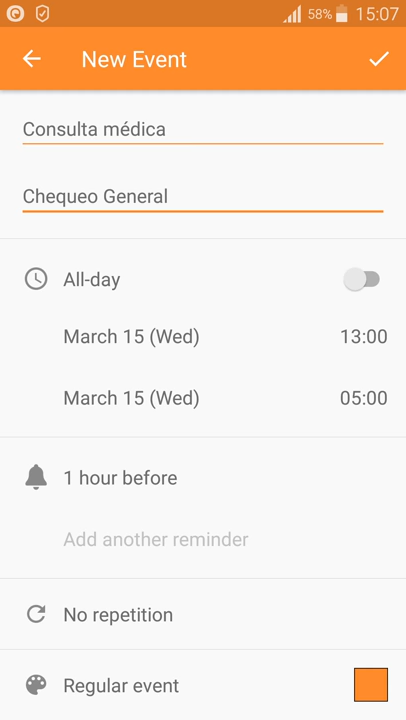 58% 15:07
New Event
Consulta médica
Chequeo General
All-day
March 15 (Wed) 13:00
March 15 (Wed) 05:00
1 hour before
Add another reminder
No repetition
Regular event